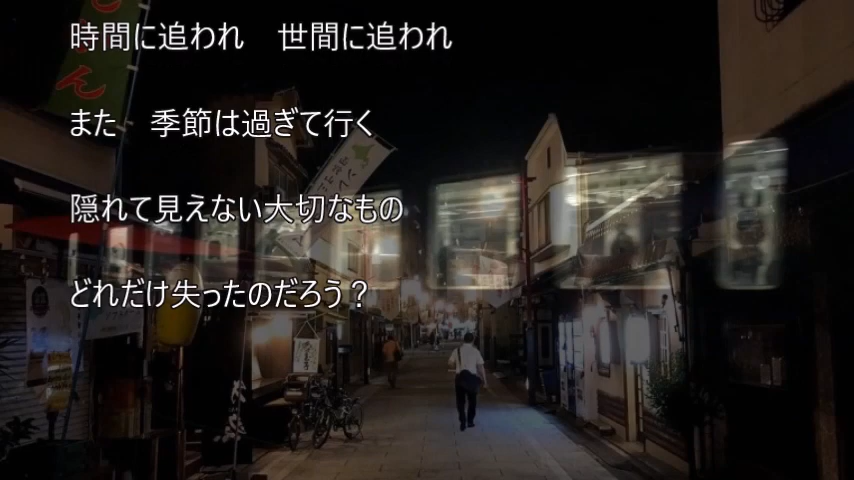 時間に追われ　世間に追われ
また　季節は過ぎて行く
隠れて見えない大切なもの
どれだけ失ったのだろう？